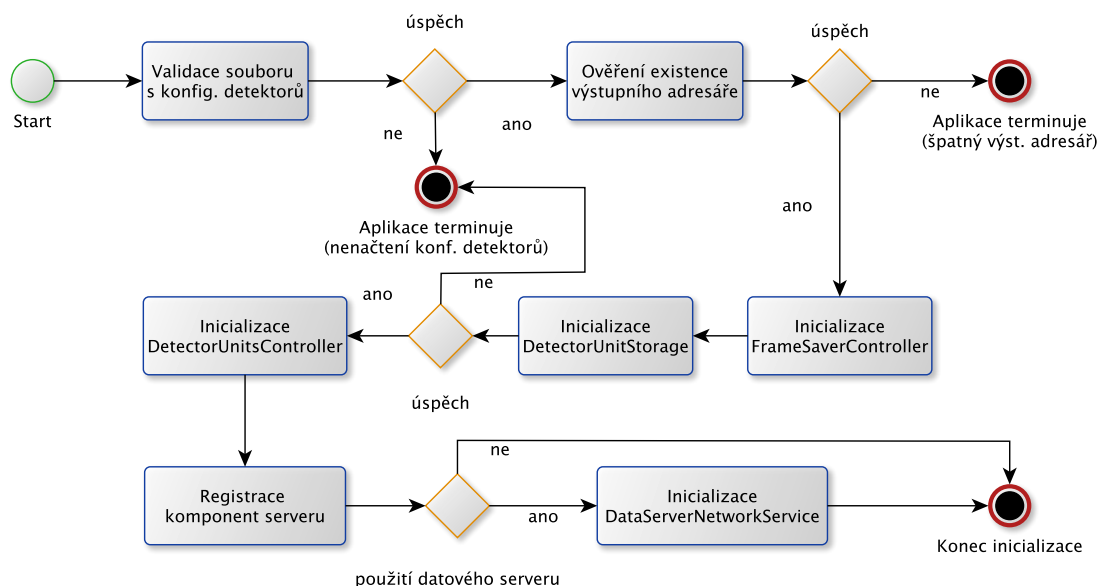 úspěch
úspěch
Validace souboru
s konfig. detektorů
Ověření existence
výstupního adresáře
Start
ne
ano
ne
Aplikace terminuje
(špatný výst. adresář)
Aplikace terminuje
(nenačtení konf. detektorů)
ano
ano
ne
Inicializace
DetectorUnitsController
Inicializace
DetectorUnitStorage
Inicializace
FrameSaverController
úspěch
ne
Registrace
komponent serveru
ano
Inicializace
DataServerNetworkService
Konec inicializace
použití datového serveru